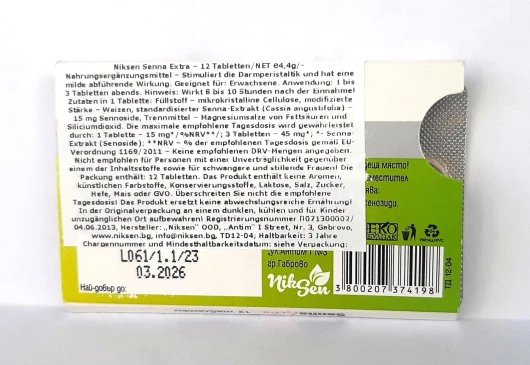 Niksen Senna Extra - 12 Tabletten/NET e4,4g/-
Nahrungsergänzungsmittel - Stimuliert die Darmperistaltik und hat eine
milde abführende Wirkung. Geeignet für: Erwachsene. Anwendung: 1 bis
3 Tabletten abends. Hinweis: Wirkt 8 bis 10 Stunden nach der Einnahme!
Zutaten in 1 Tablette: Füllstoff - mikrokristalline Cellulose, modifizierte
Stärke - Weizen, standardisierter Senna-Extrakt (Cassia angustifolia) -
15 mg Sennoside, Trennmittel - Magnesiumsalze von Fettsäuren und
Siliciumdioxid. Die maximale empfohlene Tagesdosis wird gewährleistet
durch: 1 Tablette - 15 mg*/%NRV**/; 3 Tabletten - 45 mg*; *- Senna-
Extrakt (Senoside); **NRV - % der empfohlenen Tagesdosis gemäß EU-
Verordnung 1169/2011 - Keine empfohlenen DRV-Mengen angegeben.
Nicht empfohlen für Personen mit einer Unverträglichkeit gegenüber
einem der Inhaltsstoffe sowie für schwangere und stillende Frauen! Die
Packung enthält: 12 Tabletten. Das Produkt enthält keine Aromen,
künstlichen Farbstoffe, Konservierungsstoffe, Laktose, Salz, Zucker,
Hefe, Mais oder GVO. Überschreiten Sie nicht die empfohlene
Tagesdosis! Das Produkt ersetzt keine abwechslungsreiche Ernährung!
In der Originalverpackung an einem dunklen, kühlen und für Kinder
unzugänglichen Ort aufbewahren! Registrierungsnummer
04.06.2013, Hersteller: „Niksen" OOD, „Antim" I Street, Nr. 3, Gabrovo,
www.niksen.bg, info@niksen.bg, TD12-04; Haltbarkeit: 3 Jahre
Chargennummer und Mindesthaltbarkeitsdatum: siehe Verpackung:
L061/1.1/23
03.2026
Най-добър до:
гр.Габрово
NikSen
3 800207 374198
ТД 12-04
място!